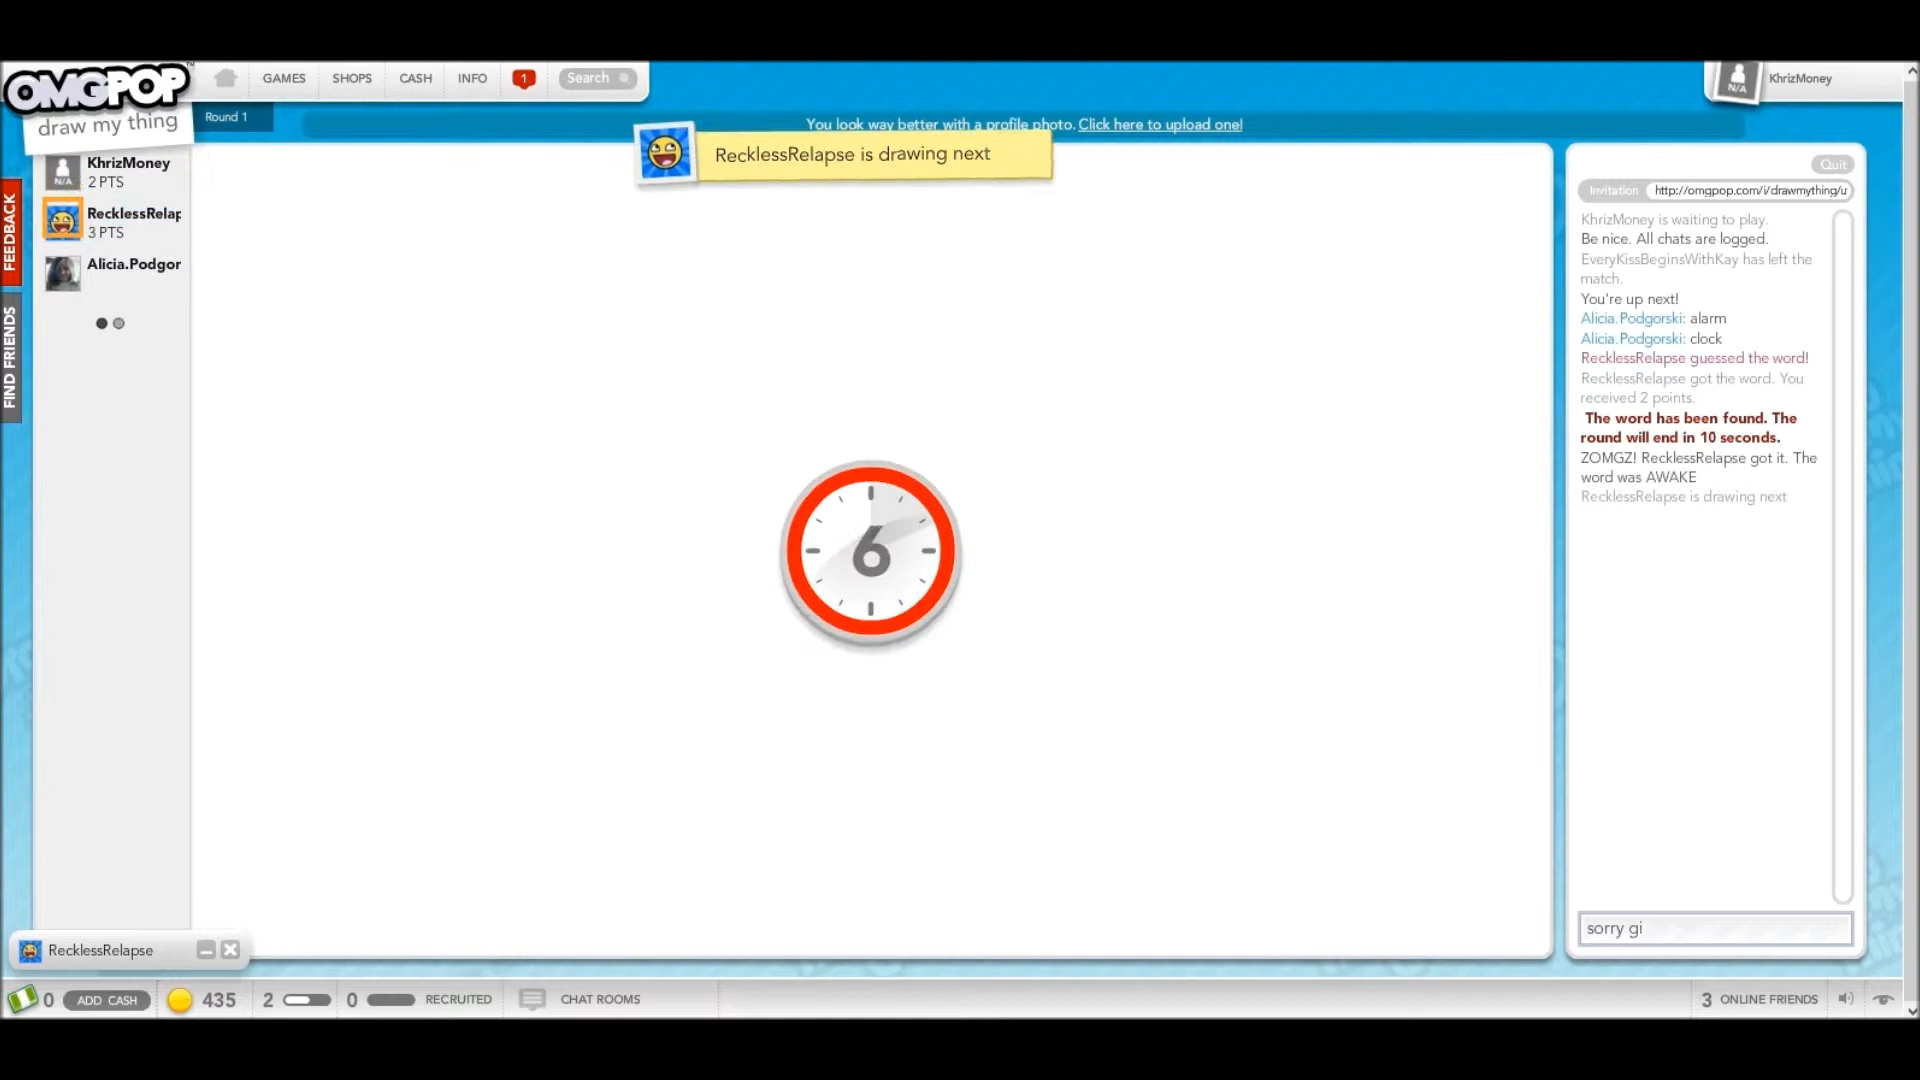 OMGPOP
draw my thing
GAMES
SHOPS
CASH
INFO
1
Search
N/A
KhrizMoney
Round 1
You look way better with a profile photo. Click here to upload one!
RecklessRelapse is drawing next
FEEDBACK
FIND FRIENDS
N/A
KhrizMoney
2 PTS
RecklessRelap
3 PTS
Alicia.Podgor
6
Quit
Invitation http://omgpop.com/i/drawmything/u
KhrizMoney is waiting to play.
Be nice. All chats are logged.
EveryKissBeginsWithKay has left the
match.
You're up next!
Alicia.Podgorski: alarm
Alicia.Podgorski: clock
RecklessRelapse guessed the word!
RecklessRelapse got the word. You
received 2 points.
The word has been found. The
round will end in 10 seconds.
ZOMGZ! RecklessRelapse got it. The
word was AWAKE
RecklessRelapse is drawing next
sorry gi
RecklessRelapse
0
ADD CASH
435
2
0
RECRUITED
CHAT ROOMS
3 ONLINE FRIENDS